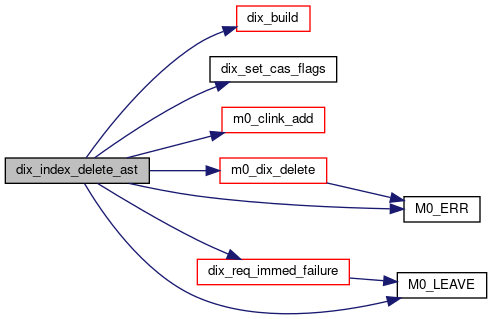 dix_build
dix_set_cas_flags
m0_clink_add
dix_index_delete_ast
m0_dix_delete
M0_ERR
dix_req_immed_failure
M0_LEAVE